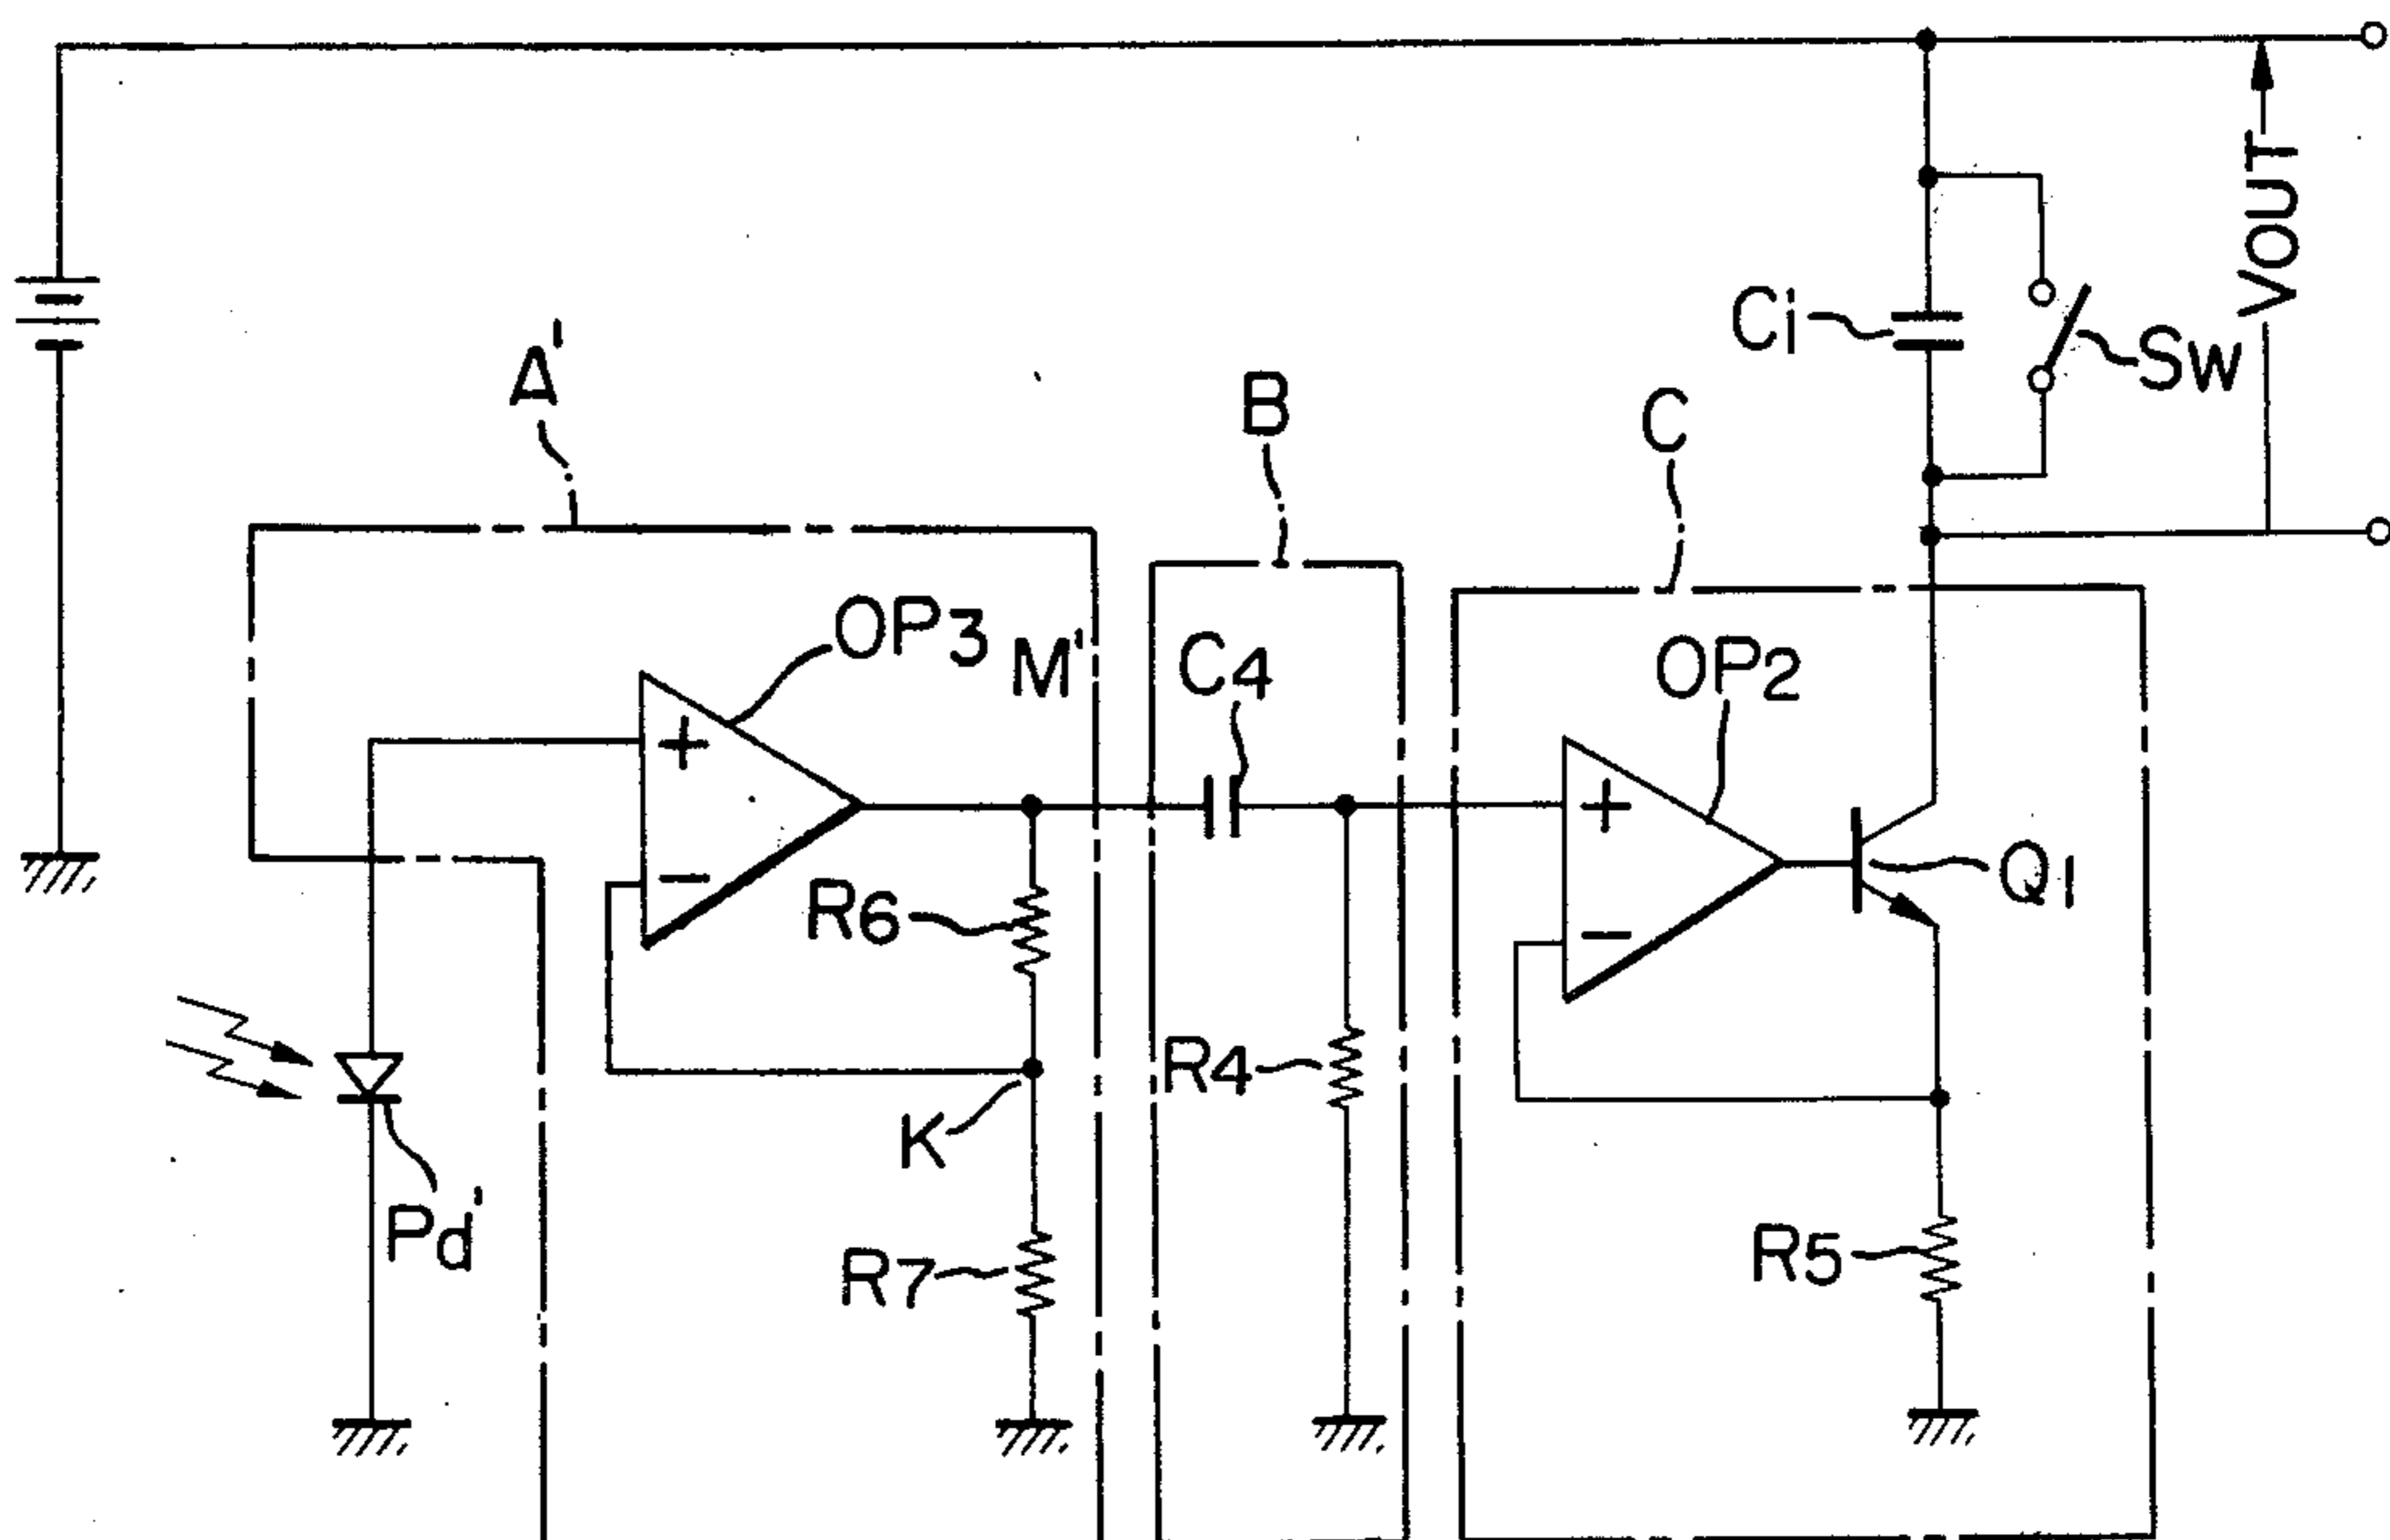 VOUT
Ci
Sw
A'
B
C
OP3
M'
C4
OP2
+
+
−
−
R6
Q1
R4
K
Pd'
R7
R5